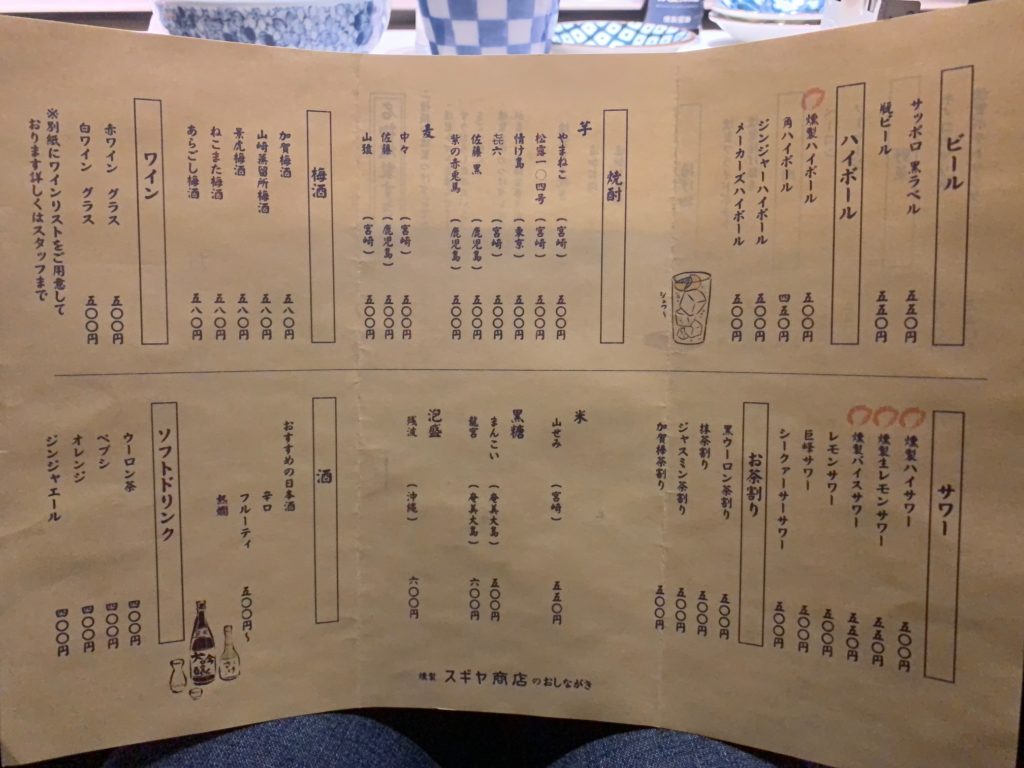 ビール
サッポロ 黒ラベル 五五〇円
瓶ビール 五五〇円
ハイボール
燻製ハイボール 五〇〇円
角ハイボール 四五〇円
ジンジャーハイボール 五〇〇円
メーカーズハイボール 五〇〇円
焼酎
芋
やまねこ (宮崎) 五〇〇円
松露一〇四号 (宮崎) 五〇〇円
情け島 (東京) 五〇〇円
㐂六 (宮崎) 五〇〇円
佐藤 黒 (鹿児島) 五〇〇円
紫の赤兎馬 (鹿児島) 五〇〇円
麦
中々 (宮崎) 五〇〇円
佐藤 (鹿児島) 五〇〇円
山猿 (宮崎) 五〇〇円
梅酒
加賀梅酒 五八〇円
山崎蒸留所梅酒 五八〇円
景虎梅酒 五八〇円
ねこまた梅酒 五八〇円
あらごし梅酒 五八〇円
ワイン
赤ワイン グラス 五〇〇円
白ワイン グラス 五〇〇円
※別紙にワインリストをご用意して
おります詳しくはスタッフまで
サワー
燻製ハイサワー 五〇〇円
燻製生レモンサワー 五五〇円
燻製バイスサワー 五五〇円
レモンサワー 五〇〇円
巨峰サワー 五〇〇円
シークァーサーサワー 五〇〇円
お茶割り
黒ウーロン茶割り 五〇〇円
抹茶割り 五〇〇円
ジャスミン茶割り 五〇〇円
加賀棒茶割り 五〇〇円
米
山せみ (宮崎) 五五〇円
黒糖
まんこい (奄美大島) 五〇〇円
龍宮 (奄美大島) 六〇〇円
泡盛
残波 (沖縄) 六〇〇円
酒
おすすめの日本酒
辛口
フルーティ 五〇〇円〜
熱燗
ソフトドリンク
ウーロン茶 四〇〇円
ペプシ 四〇〇円
オレンジ 四〇〇円
ジンジャエール 四〇〇円
燻製 スギヤ商店のおしながき